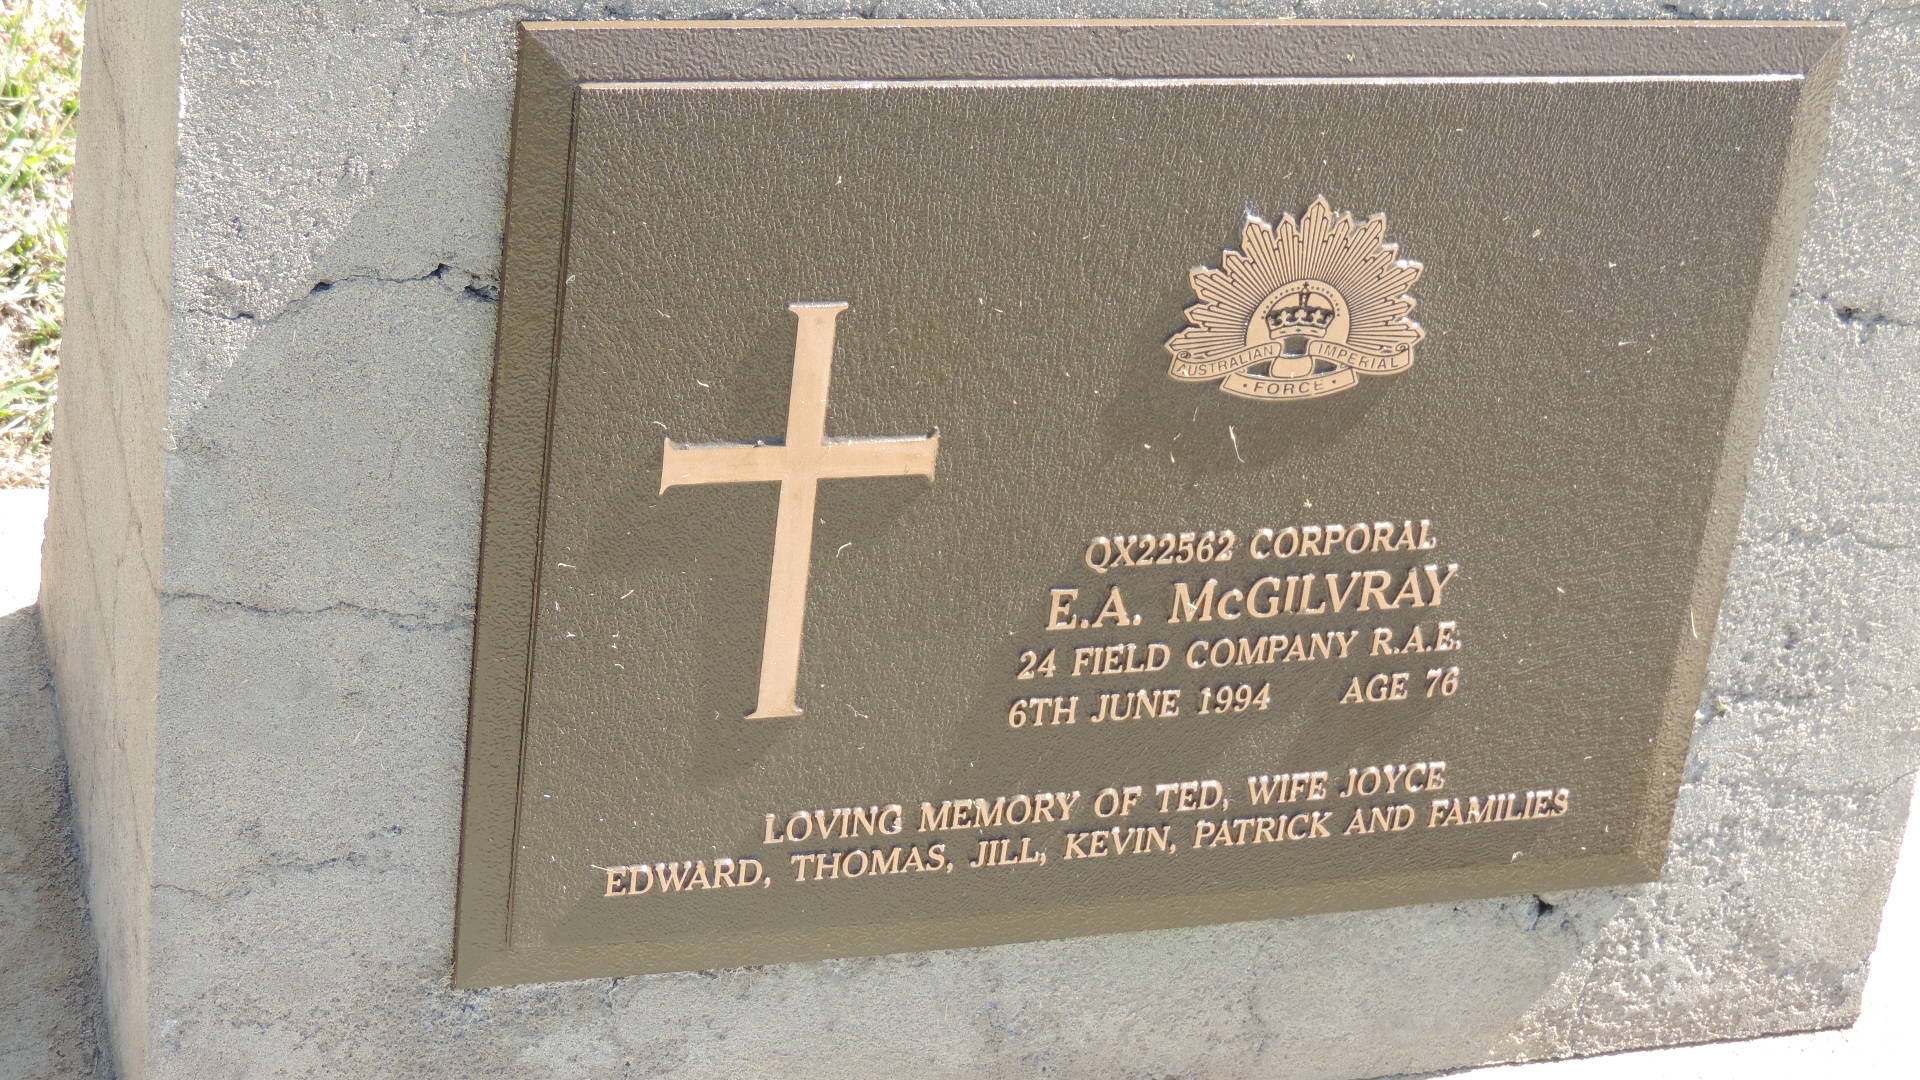 AUSTRALIAN IMPERIAL
· FORCE ·
QX22562 CORPORAL
E.A. McGILVRAY
24 FIELD COMPANY R.A.E.
6TH JUNE 1994 AGE 76
LOVING MEMORY OF TED, WIFE JOYCE
EDWARD, THOMAS, JILL, KEVIN, PATRICK AND FAMILIES